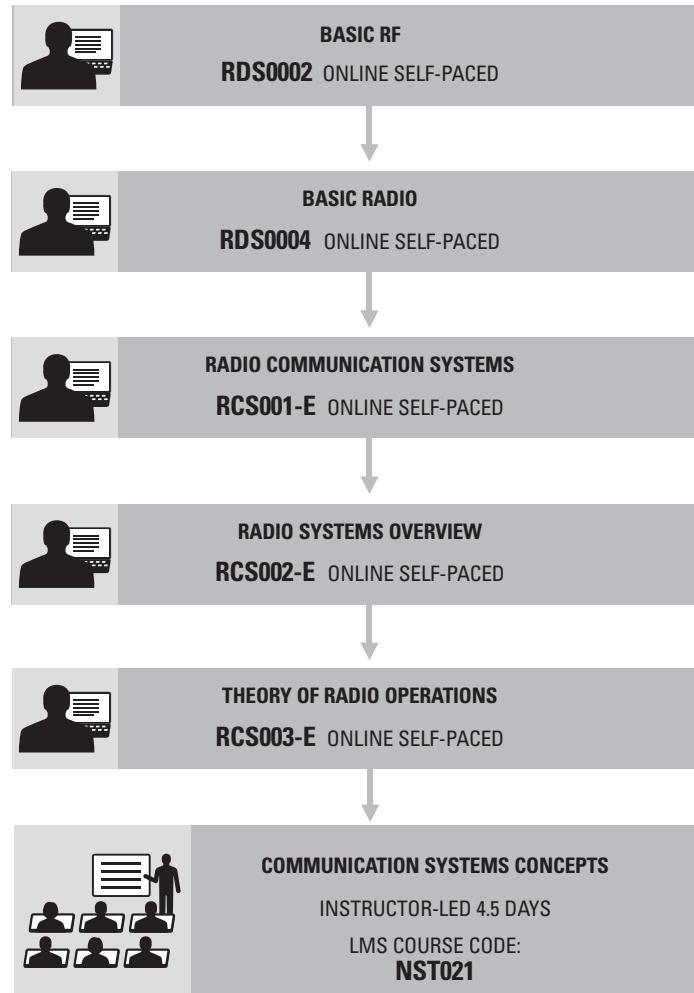 BASIC RF
RDS0002 ONLINE SELF-PACED
BASIC RADIO
RDS0004 ONLINE SELF-PACED
RADIO COMMUNICATION SYSTEMS
RCS001-E ONLINE SELF-PACED
RADIO SYSTEMS OVERVIEW
RCS002-E ONLINE SELF-PACED
THEORY OF RADIO OPERATIONS
RCS003-E ONLINE SELF-PACED
COMMUNICATION SYSTEMS CONCEPTS
INSTRUCTOR-LED 4.5 DAYS
LMS COURSE CODE:
NST021